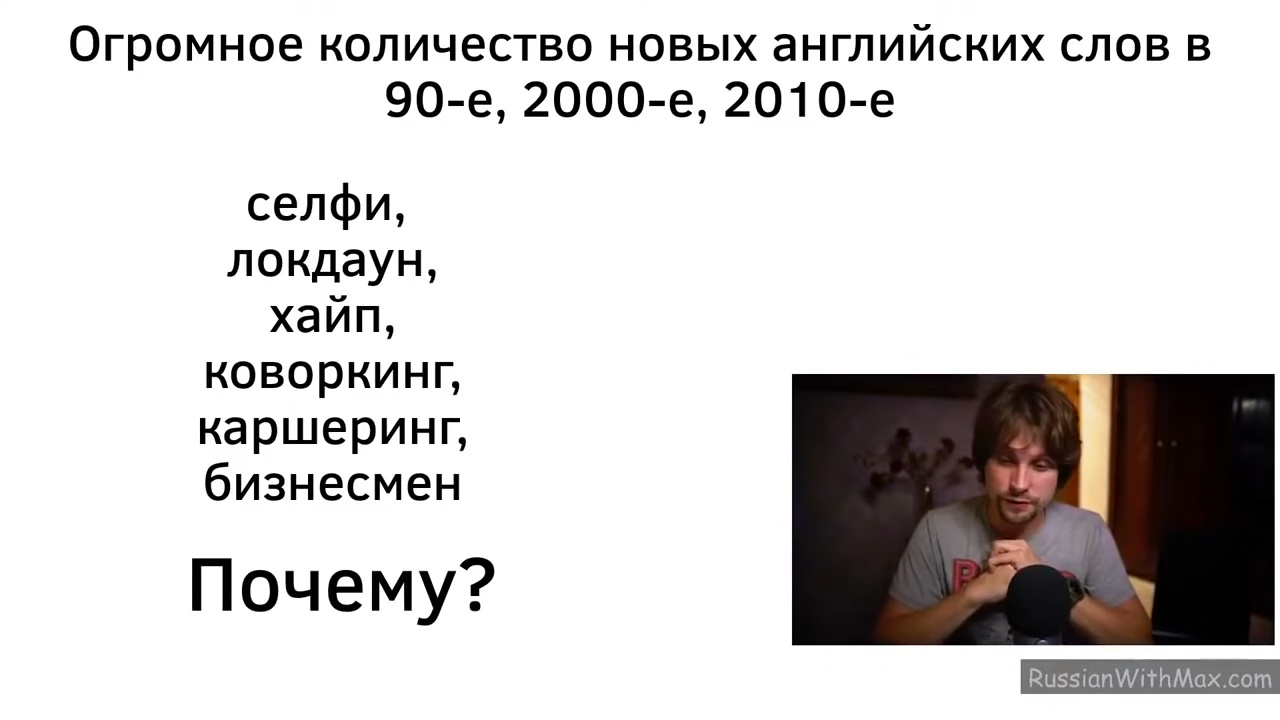 Огромное количество новых английских слов в
90-е, 2000-е, 2010-е
селфи,
локдаун,
хайп,
коворкинг,
каршеринг,
бизнесмен
Почему?
RussianWithMax.com